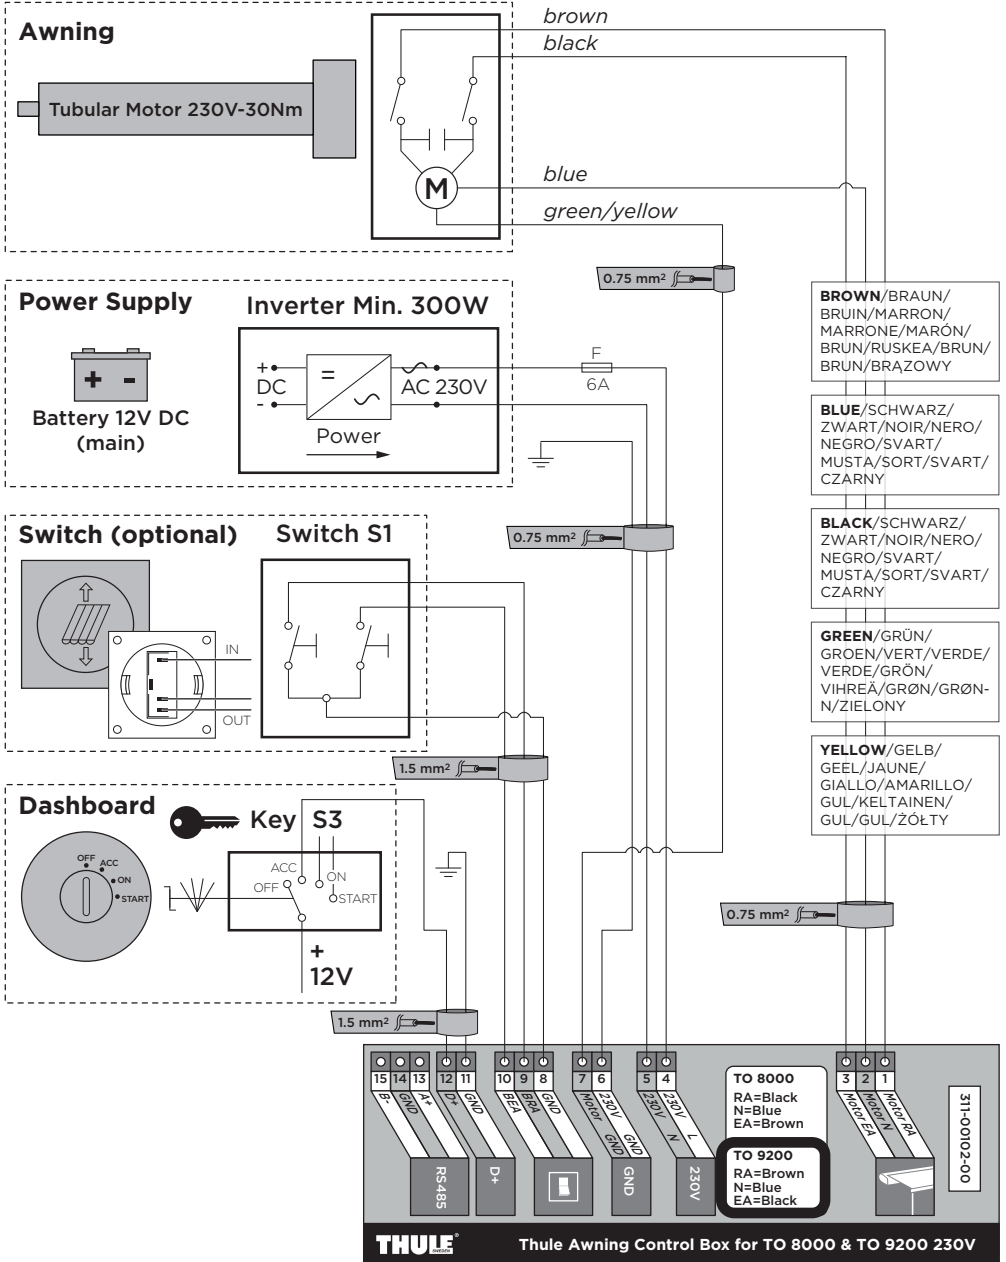 Awning
Tubular Motor 230V-30Nm
M
brown
black
blue
green/yellow
0.75 mm²
Power Supply
Inverter Min. 300W
+ -
Battery 12V DC
(main)
+
DC
-
=
AC 230V
Power
F
6A
0.75 mm²
BROWN/BRAUN/
BRUIN/MARRON/
MARRONE/MARÓN/
BRUN/RUSKEA/BRUN/
BRUN/BRĄZOWY
BLUE/SCHWARZ/
ZWART/NOIR/NERO/
NEGRO/SVART/
MUSTA/SORT/SVART/
CZARNY
BLACK/SCHWARZ/
ZWART/NOIR/NERO/
NEGRO/SVART/
MUSTA/SORT/SVART/
CZARNY
GREEN/GRÜN/
GROEN/VERT/VERDE/
VERDE/GRÖN/
VIHREÄ/GRØN/GRØN-
N/ZIELONY
YELLOW/GELB/
GEEL/JAUNE/
GIALLO/AMARILLO/
GUL/KELTAINEN/
GUL/GUL/ŻÓŁTY
Switch (optional)
Switch S1
IN
OUT
1.5 mm²
Dashboard
Key S3
OFF
ACC
ON
START
ACC
OFF
ON
START
+
12V
0.75 mm²
1.5 mm²
15 14 13 12 11 10 9 8 7 6 5 4 3 2 1
B-
GND
A+
D+
GND
BEA
BRA
GND
Motor GND
230V GND
230V N
230V L
Motor EA
Motor N
Motor RA
RS485
D+
GND
230V
TO 8000
RA=Black
N=Blue
EA=Brown
TO 9200
RA=Brown
N=Blue
EA=Black
311-00102-00
THULE®
SWEDEN
Thule Awning Control Box for TO 8000 & TO 9200 230V